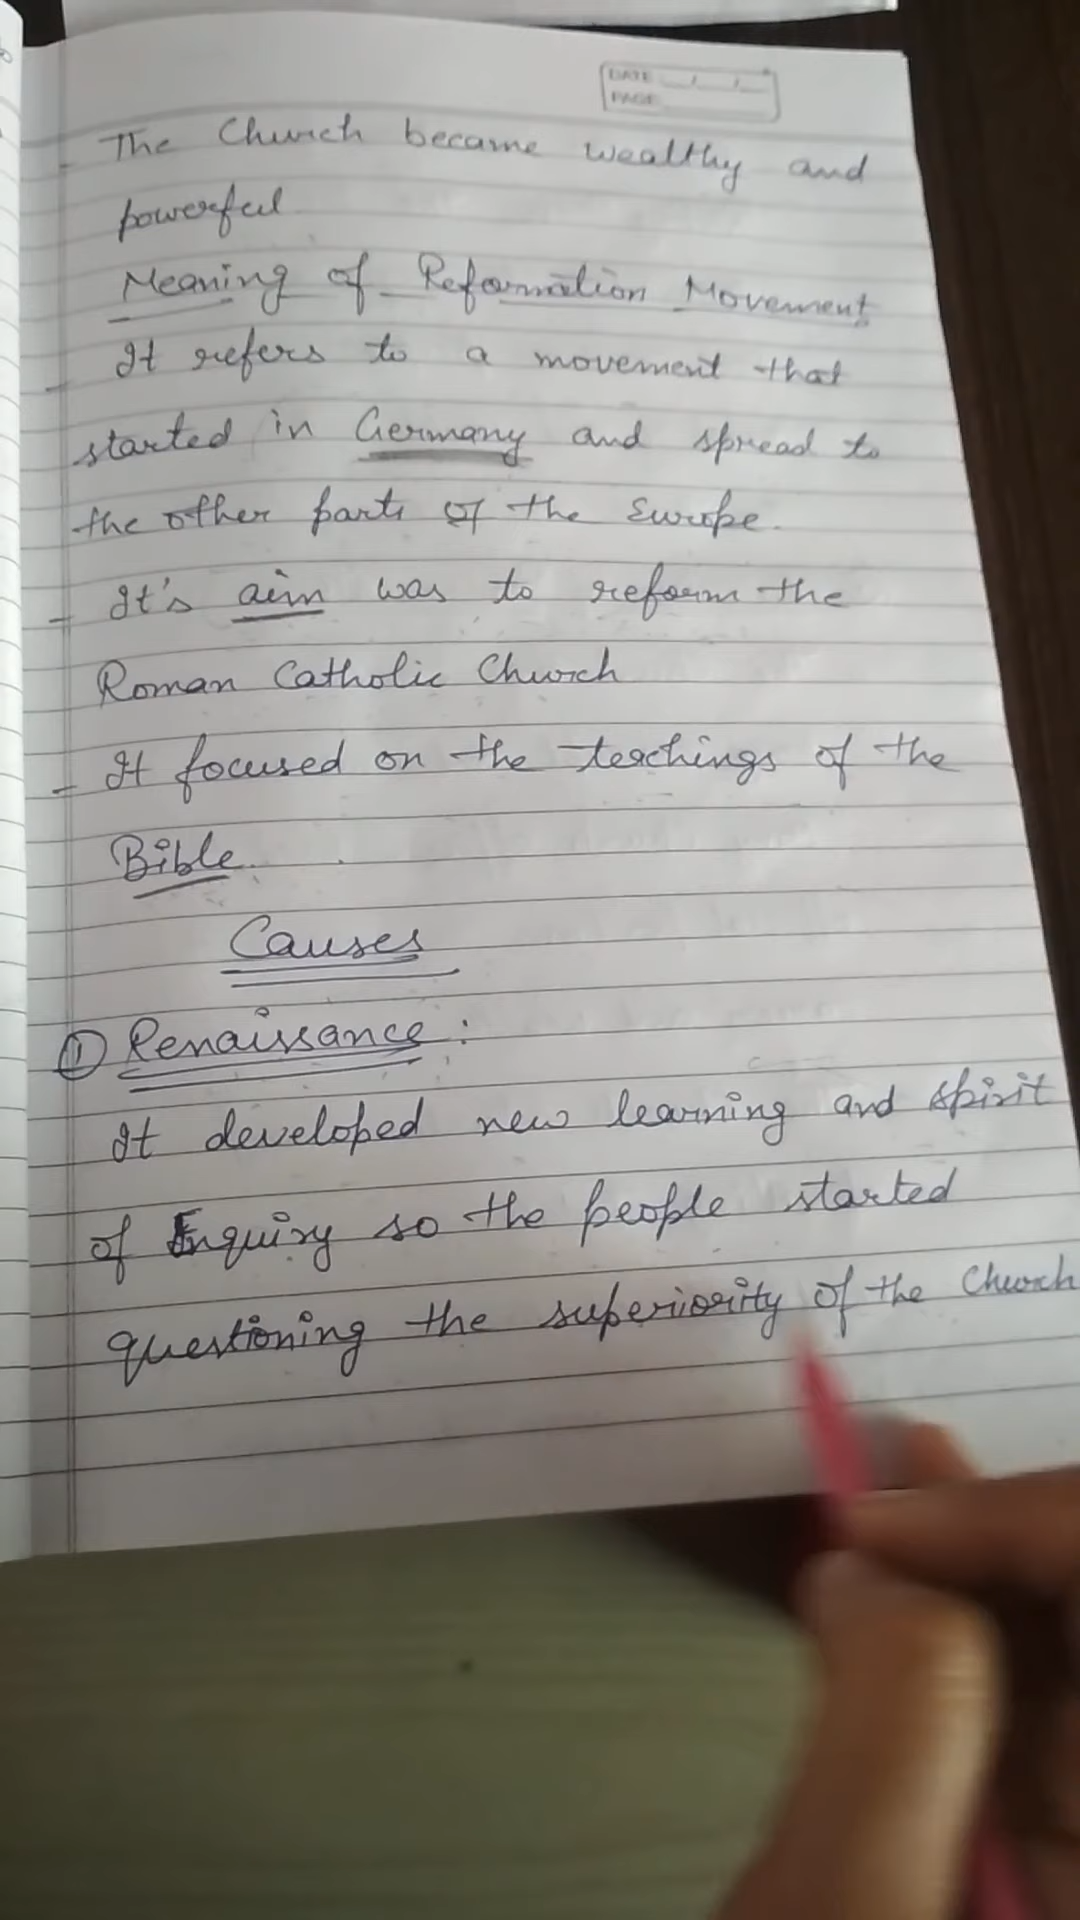 DATE
PAGE
- The Church became wealthy and
powerful
Meaning of Reformation Movement
- It refers to a movement that
started in Germany and spread to
the other parts of the Europe.
- It's aim was to reform the
Roman Catholic Church
- It focused on the teachings of the
Bible.
Causes
① Renaissance :
It developed new learning and spirit
of Enquiry so the people started
questioning the superiority of the Church